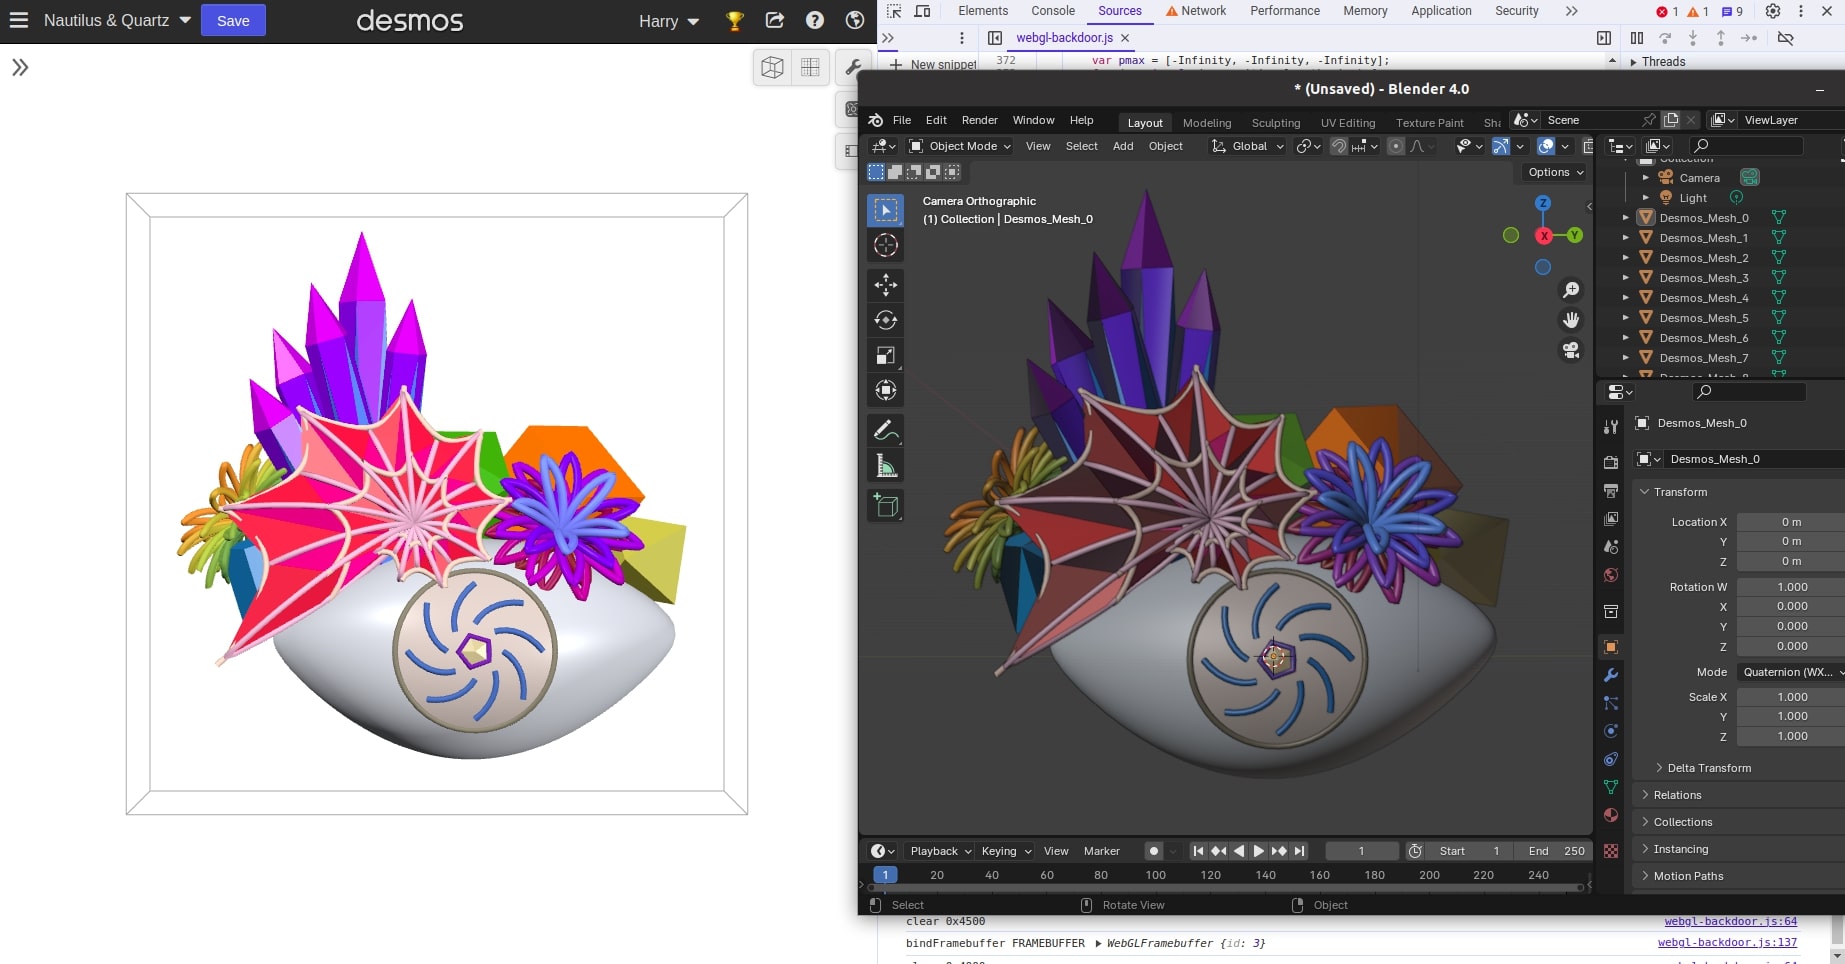 Nautilus & Quartz
Save
desmos
Harry
Elements Console Sources Network Performance Memory Application Security
1 1 9
webgl-backdoor.js
New snippet
372 var pmax = [-Infinity, -Infinity, -Infinity];
Threads
* (Unsaved) - Blender 4.0
File Edit Render Window Help
Layout Modeling Sculpting UV Editing Texture Paint
Scene
ViewLayer
Object Mode View Select Add Object
Global
Options
Camera Orthographic
(1) Collection | Desmos_Mesh_0
Z
X
Y
Collection
Camera
Light
Desmos_Mesh_0
Desmos_Mesh_1
Desmos_Mesh_2
Desmos_Mesh_3
Desmos_Mesh_4
Desmos_Mesh_5
Desmos_Mesh_6
Desmos_Mesh_7
Desmos_Mesh_0
Desmos_Mesh_0
Transform
Location X 0 m
Y 0 m
Z 0 m
Rotation W 1.000
X 0.000
Y 0.000
Z 0.000
Mode Quaternion (WX...
Scale X 1.000
Y 1.000
Z 1.000
Delta Transform
Relations
Collections
Instancing
Motion Paths
Playback Keying View Marker
1
Start 1
End 250
1 20 40 60 80 100 120 140 160 180 200 220 240
Select
Rotate View
Object
clear 0x4500
webgl-backdoor.js:64
bindFramebuffer FRAMEBUFFER WebGLFramebuffer {id: 3}
webgl-backdoor.js:137